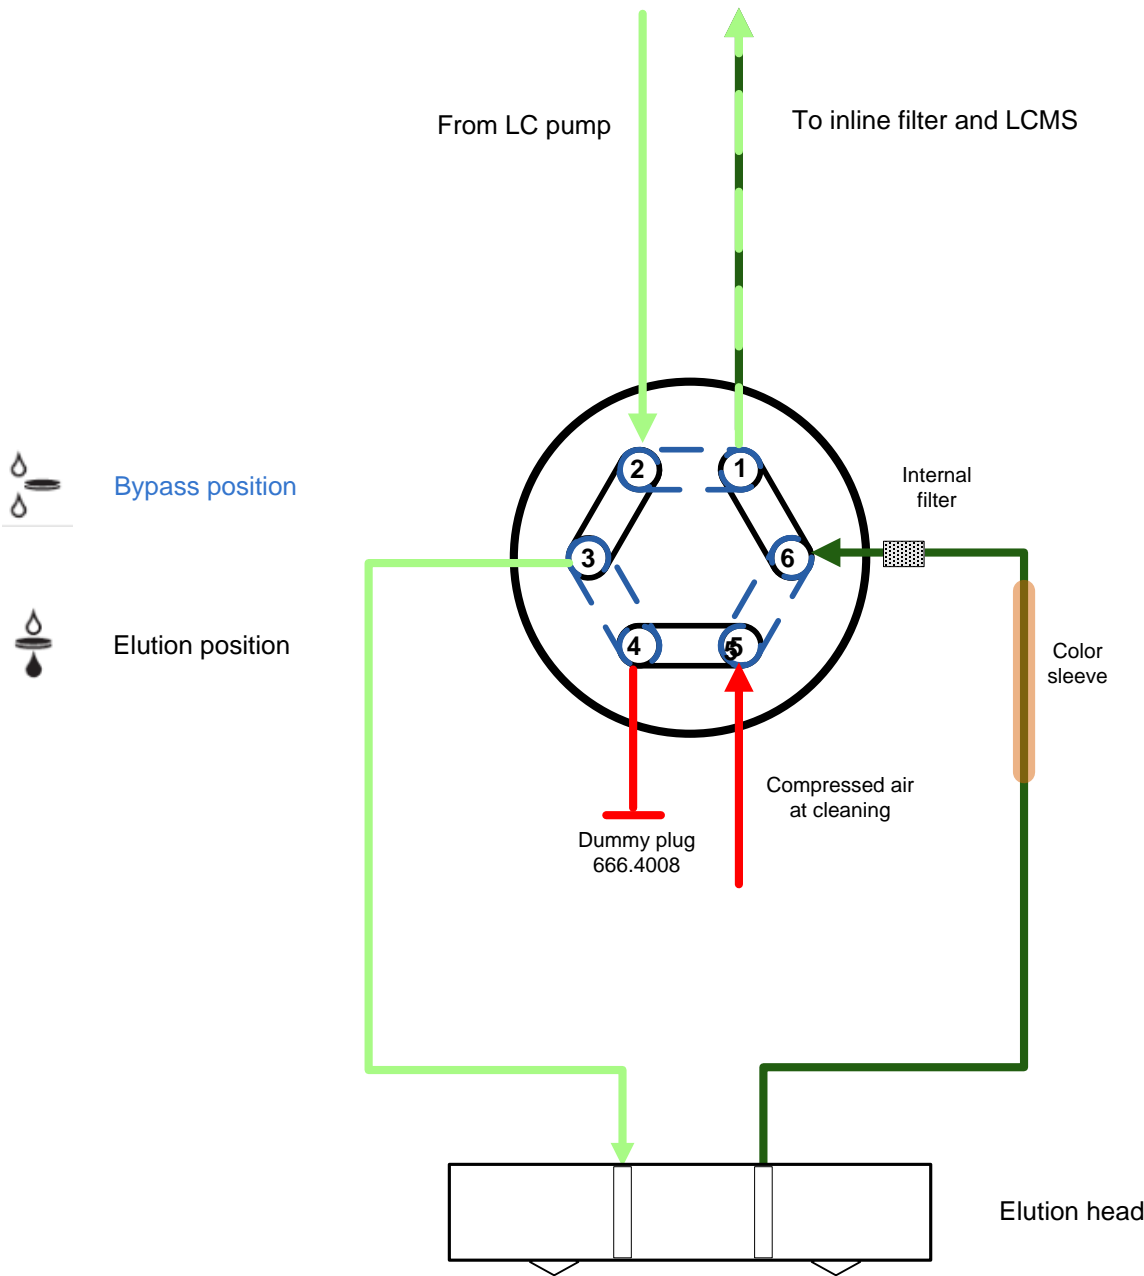 From LC pump
To inline filter and LCMS
2
1
Internal
filter
Bypass position
3
6
Elution position
4
5
5
Color
sleeve
Compressed air
at cleaning
Dummy plug
666.4008
Elution head